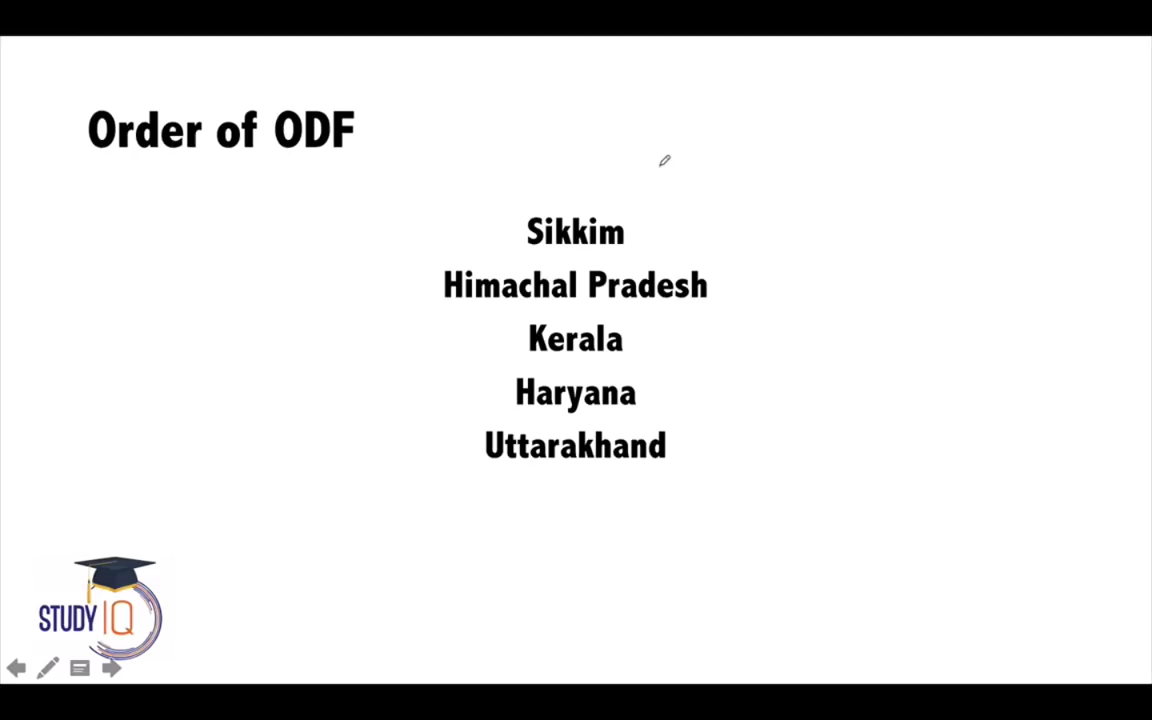 Order of ODF
Sikkim
Himachal Pradesh
Kerala
Haryana
Uttarakhand
STUDY IQ